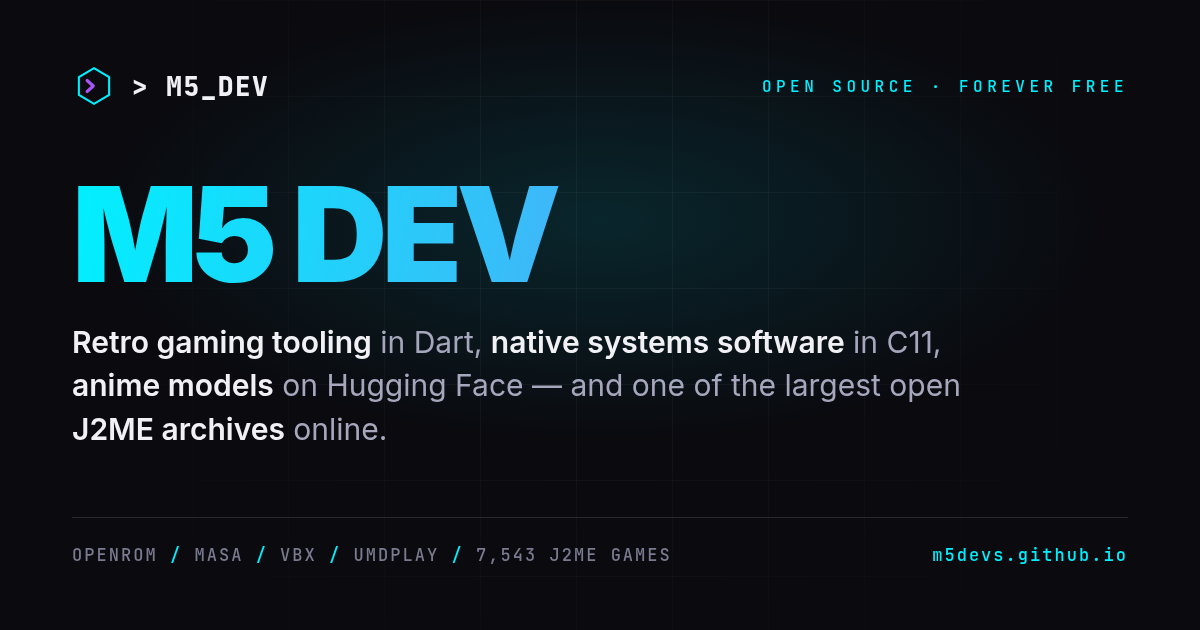 > M5_DEV
OPEN SOURCE · FOREVER FREE
M5 DEV
Retro gaming tooling in Dart, native systems software in C11,
anime models on Hugging Face — and one of the largest open
J2ME archives online.
OPENROM / MASA / VBX / UMDPLAY / 7,543 J2ME GAMES
m5devs.github.io